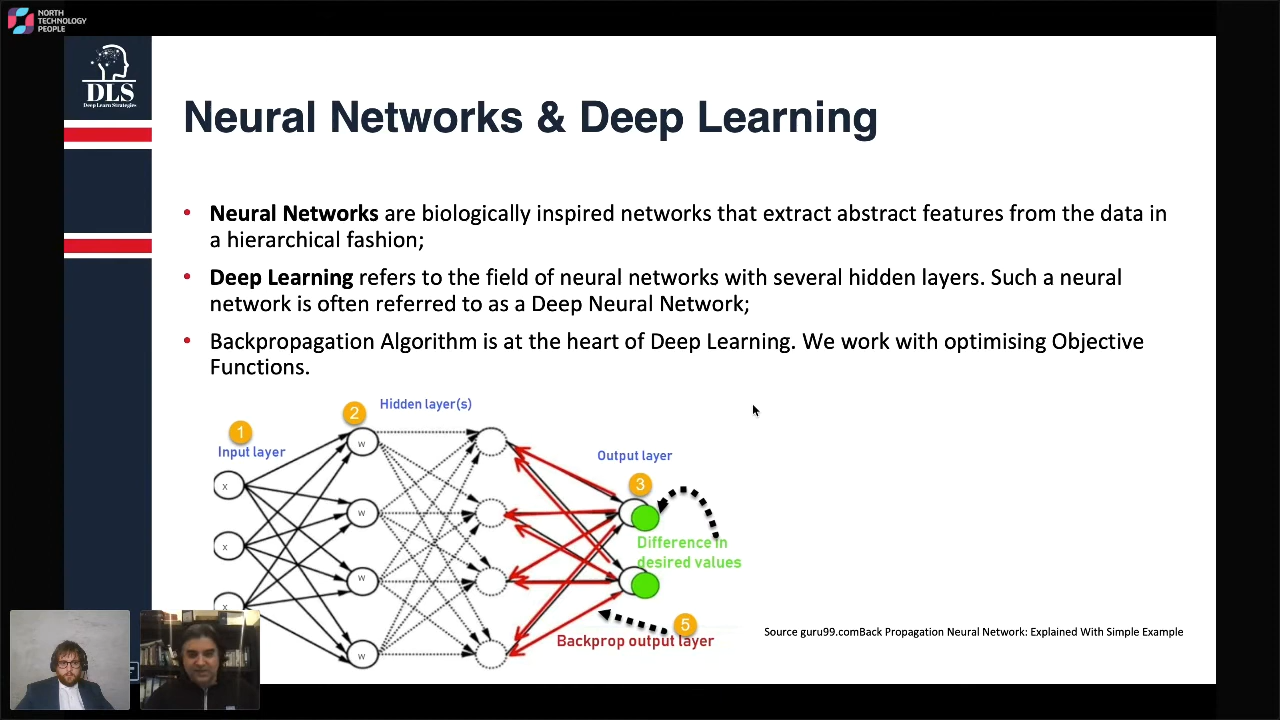 NORTH
TECHNOLOGY
PEOPLE
DLS
Deep Learn Strategies
Neural Networks & Deep Learning
• Neural Networks are biologically inspired networks that extract abstract features from the data in
a hierarchical fashion;
• Deep Learning refers to the field of neural networks with several hidden layers. Such a neural
network is often referred to as a Deep Neural Network;
• Backpropagation Algorithm is at the heart of Deep Learning. We work with optimising Objective
Functions.
2
Hidden layer(s)
1
Input layer
Output layer
3
x
x
x
w
w
w
w
Difference in
desired values
5
Backprop output layer
Source guru99.comBack Propagation Neural Network: Explained With Simple Example